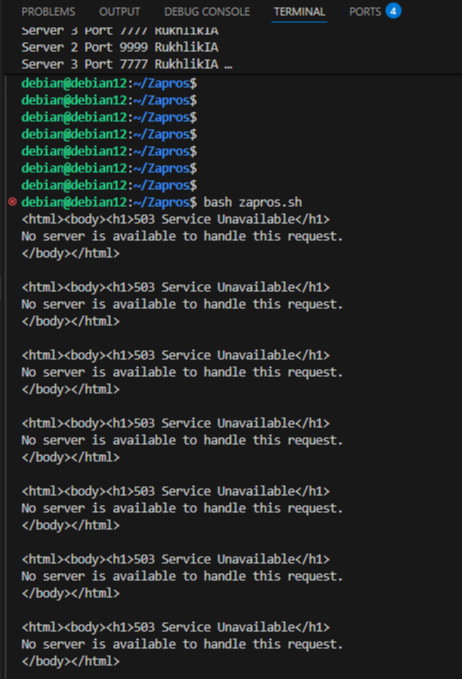 PROBLEMS OUTPUT DEBUG CONSOLE TERMINAL PORTS 4
Server 3 Port 7777 RukhlikIA
Server 2 Port 9999 RukhlikIA
Server 3 Port 7777 RukhlikIA …
debian@debian12:~/Zapros$
debian@debian12:~/Zapros$
debian@debian12:~/Zapros$
debian@debian12:~/Zapros$
debian@debian12:~/Zapros$
debian@debian12:~/Zapros$
debian@debian12:~/Zapros$
debian@debian12:~/Zapros$ bash zapros.sh
<html><body><h1>503 Service Unavailable</h1>
No server is available to handle this request.
</body></html>
<html><body><h1>503 Service Unavailable</h1>
No server is available to handle this request.
</body></html>
<html><body><h1>503 Service Unavailable</h1>
No server is available to handle this request.
</body></html>
<html><body><h1>503 Service Unavailable</h1>
No server is available to handle this request.
</body></html>
<html><body><h1>503 Service Unavailable</h1>
No server is available to handle this request.
</body></html>
<html><body><h1>503 Service Unavailable</h1>
No server is available to handle this request.
</body></html>
<html><body><h1>503 Service Unavailable</h1>
No server is available to handle this request.
</body></html>